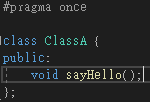 #pragma once
class ClassA {
public:
    void sayHello();
};